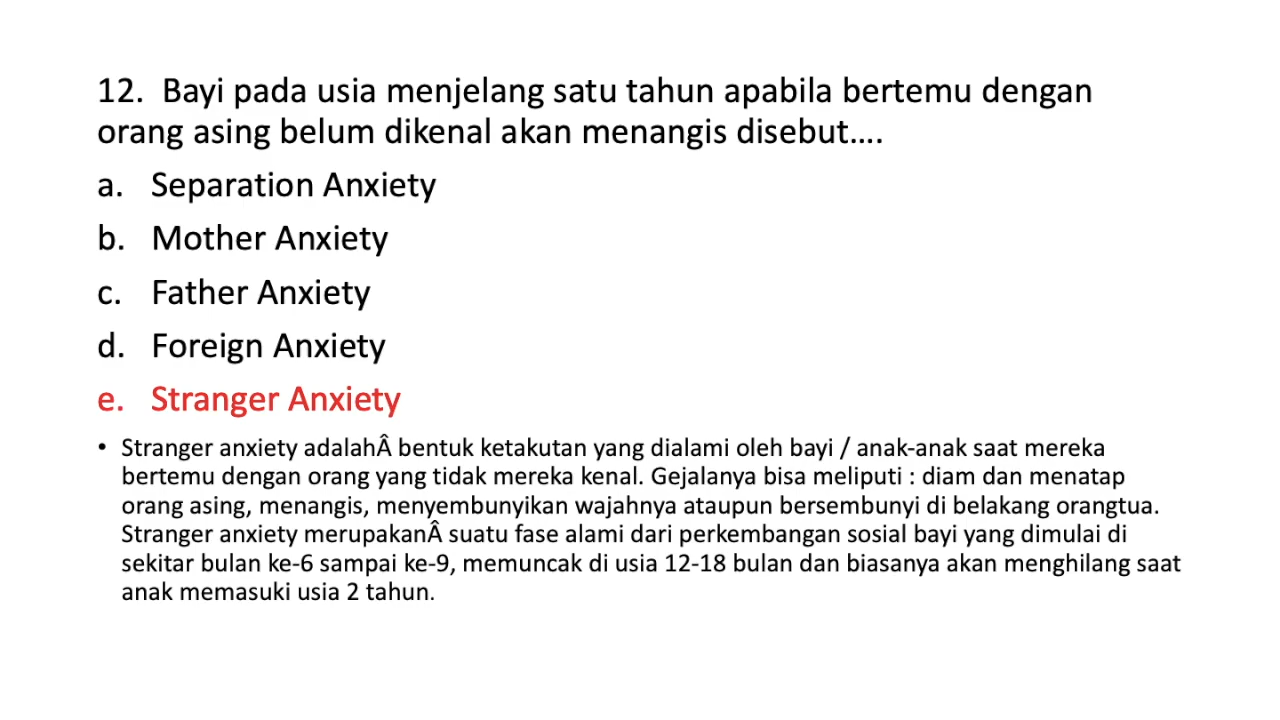 12.  Bayi pada usia menjelang satu tahun apabila bertemu dengan
orang asing belum dikenal akan menangis disebut….
a. Separation Anxiety
b. Mother Anxiety
c. Father Anxiety
d. Foreign Anxiety
e. Stranger Anxiety
• Stranger anxiety adalahÂ bentuk ketakutan yang dialami oleh bayi / anak-anak saat mereka
bertemu dengan orang yang tidak mereka kenal. Gejalanya bisa meliputi : diam dan menatap
orang asing, menangis, menyembunyikan wajahnya ataupun bersembunyi di belakang orangtua.
Stranger anxiety merupakanÂ suatu fase alami dari perkembangan sosial bayi yang dimulai di
sekitar bulan ke-6 sampai ke-9, memuncak di usia 12-18 bulan dan biasanya akan menghilang saat
anak memasuki usia 2 tahun.